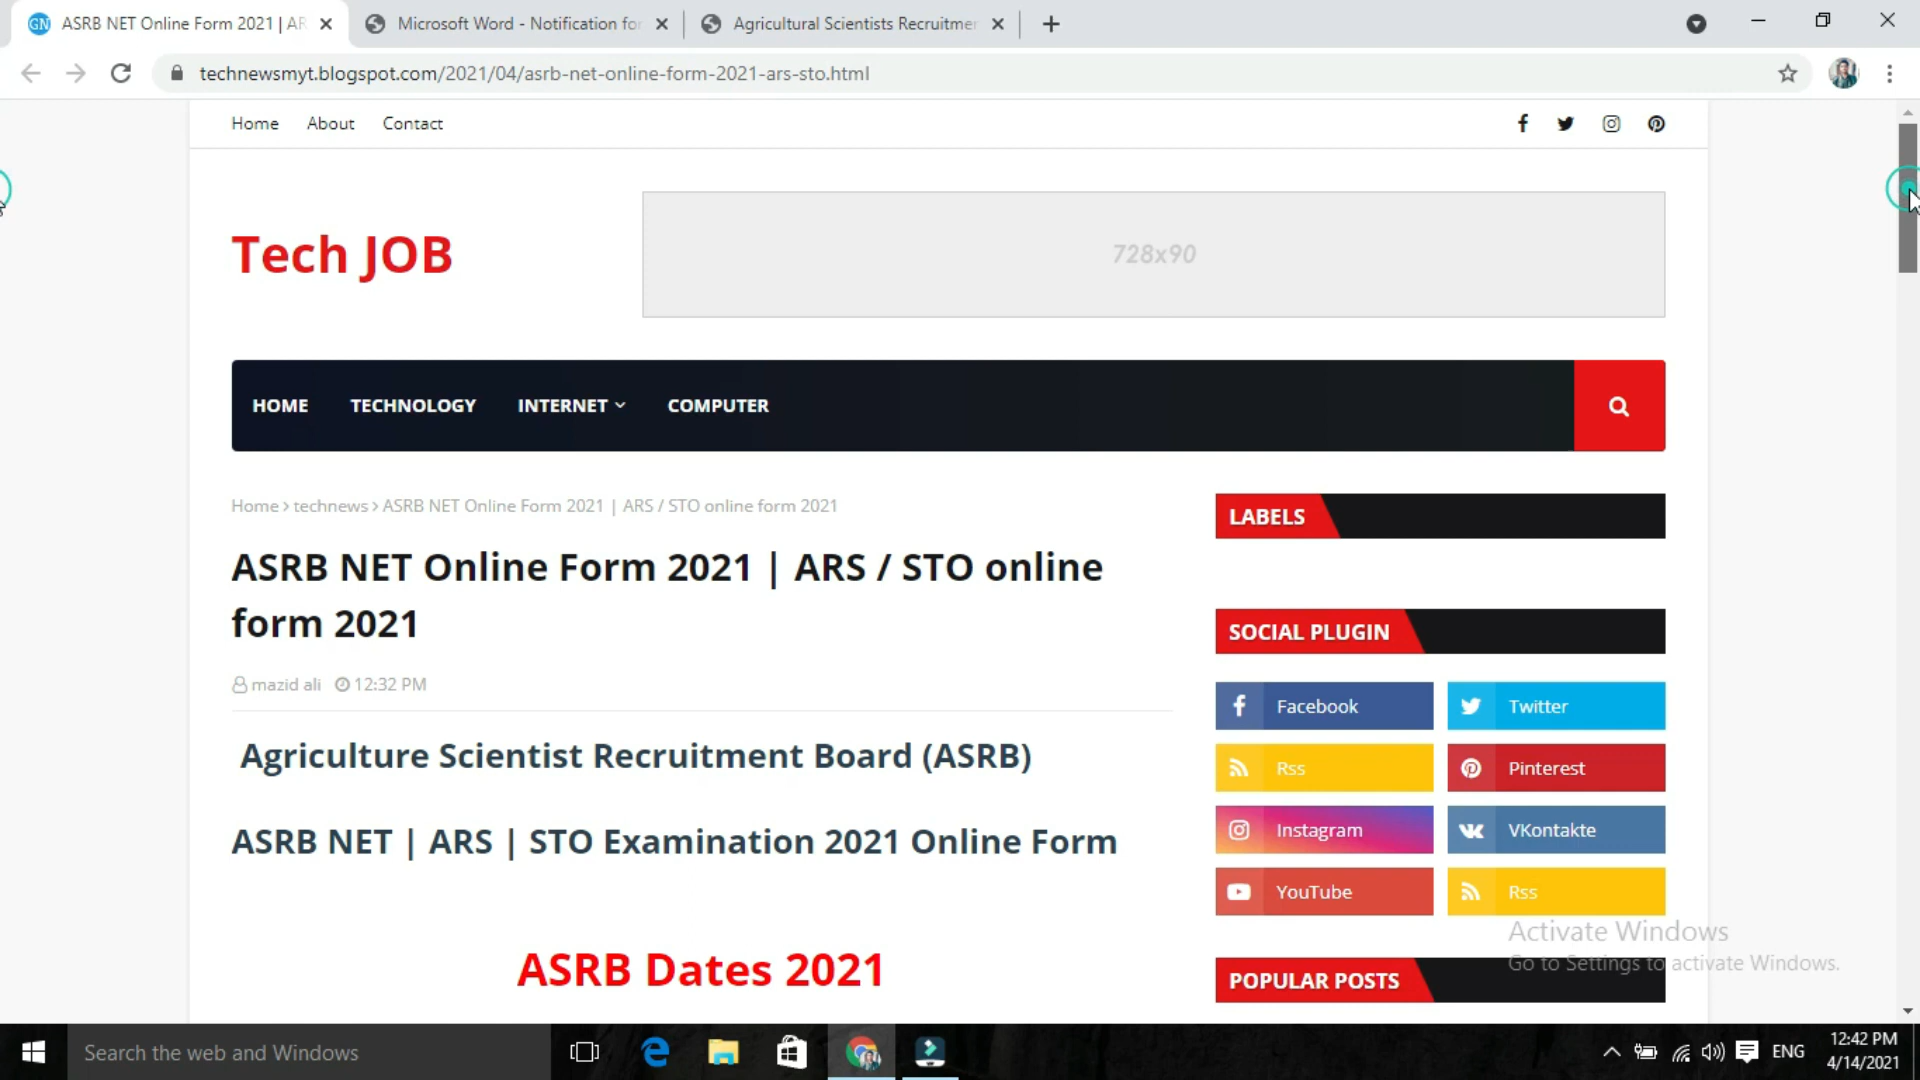 ASRB NET Online Form 2021 | AR
Microsoft Word - Notification for
Agricultural Scientists Recruitmen
technewsmyt.blogspot.com/2021/04/asrb-net-online-form-2021-ars-sto.html
Home About Contact
Tech JOB
728x90
HOME TECHNOLOGY INTERNET COMPUTER
Home > technews > ASRB NET Online Form 2021 | ARS / STO online form 2021
ASRB NET Online Form 2021 | ARS / STO online
form 2021
mazid ali 12:32 PM
Agriculture Scientist Recruitment Board (ASRB)
ASRB NET | ARS | STO Examination 2021 Online Form
ASRB Dates 2021
LABELS
SOCIAL PLUGIN
Facebook Twitter
Rss Pinterest
Instagram VKontakte
YouTube Rss
POPULAR POSTS
Activate Windows
Go to Settings to activate Windows.
Search the web and Windows
ENG
12:42 PM
4/14/2021